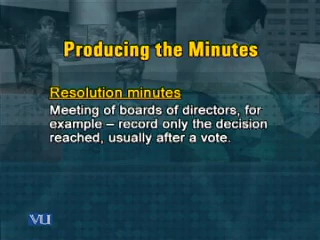 Producing the Minutes
Resolution minutes
Meeting of boards of directors, for
example – record only the decision
reached, usually after a vote.
VU